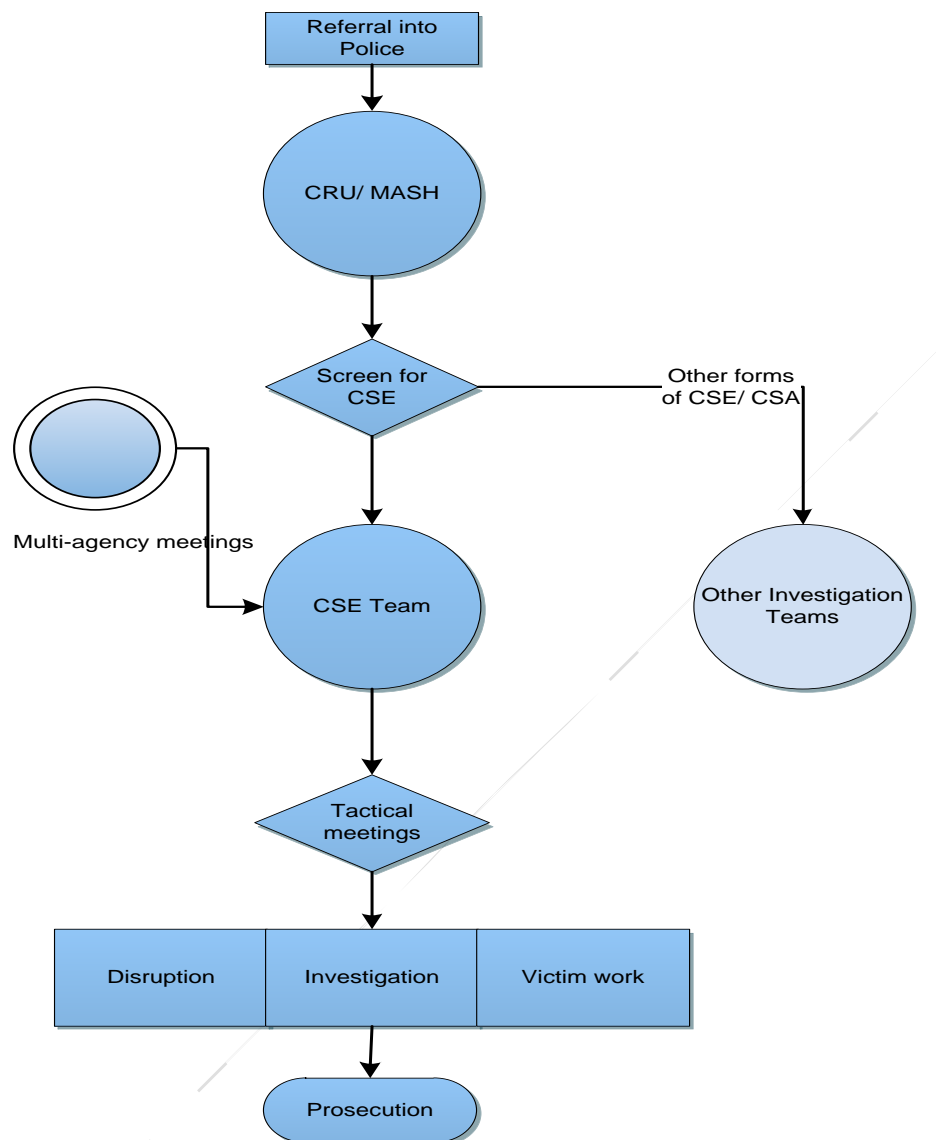 Referral into
Police
CRU/ MASH
Screen for
CSE
Other forms
of CSE/ CSA
Multi-agency meetings
CSE Team
Other Investigation
Teams
Tactical
meetings
Disruption
Investigation
Victim work
Prosecution